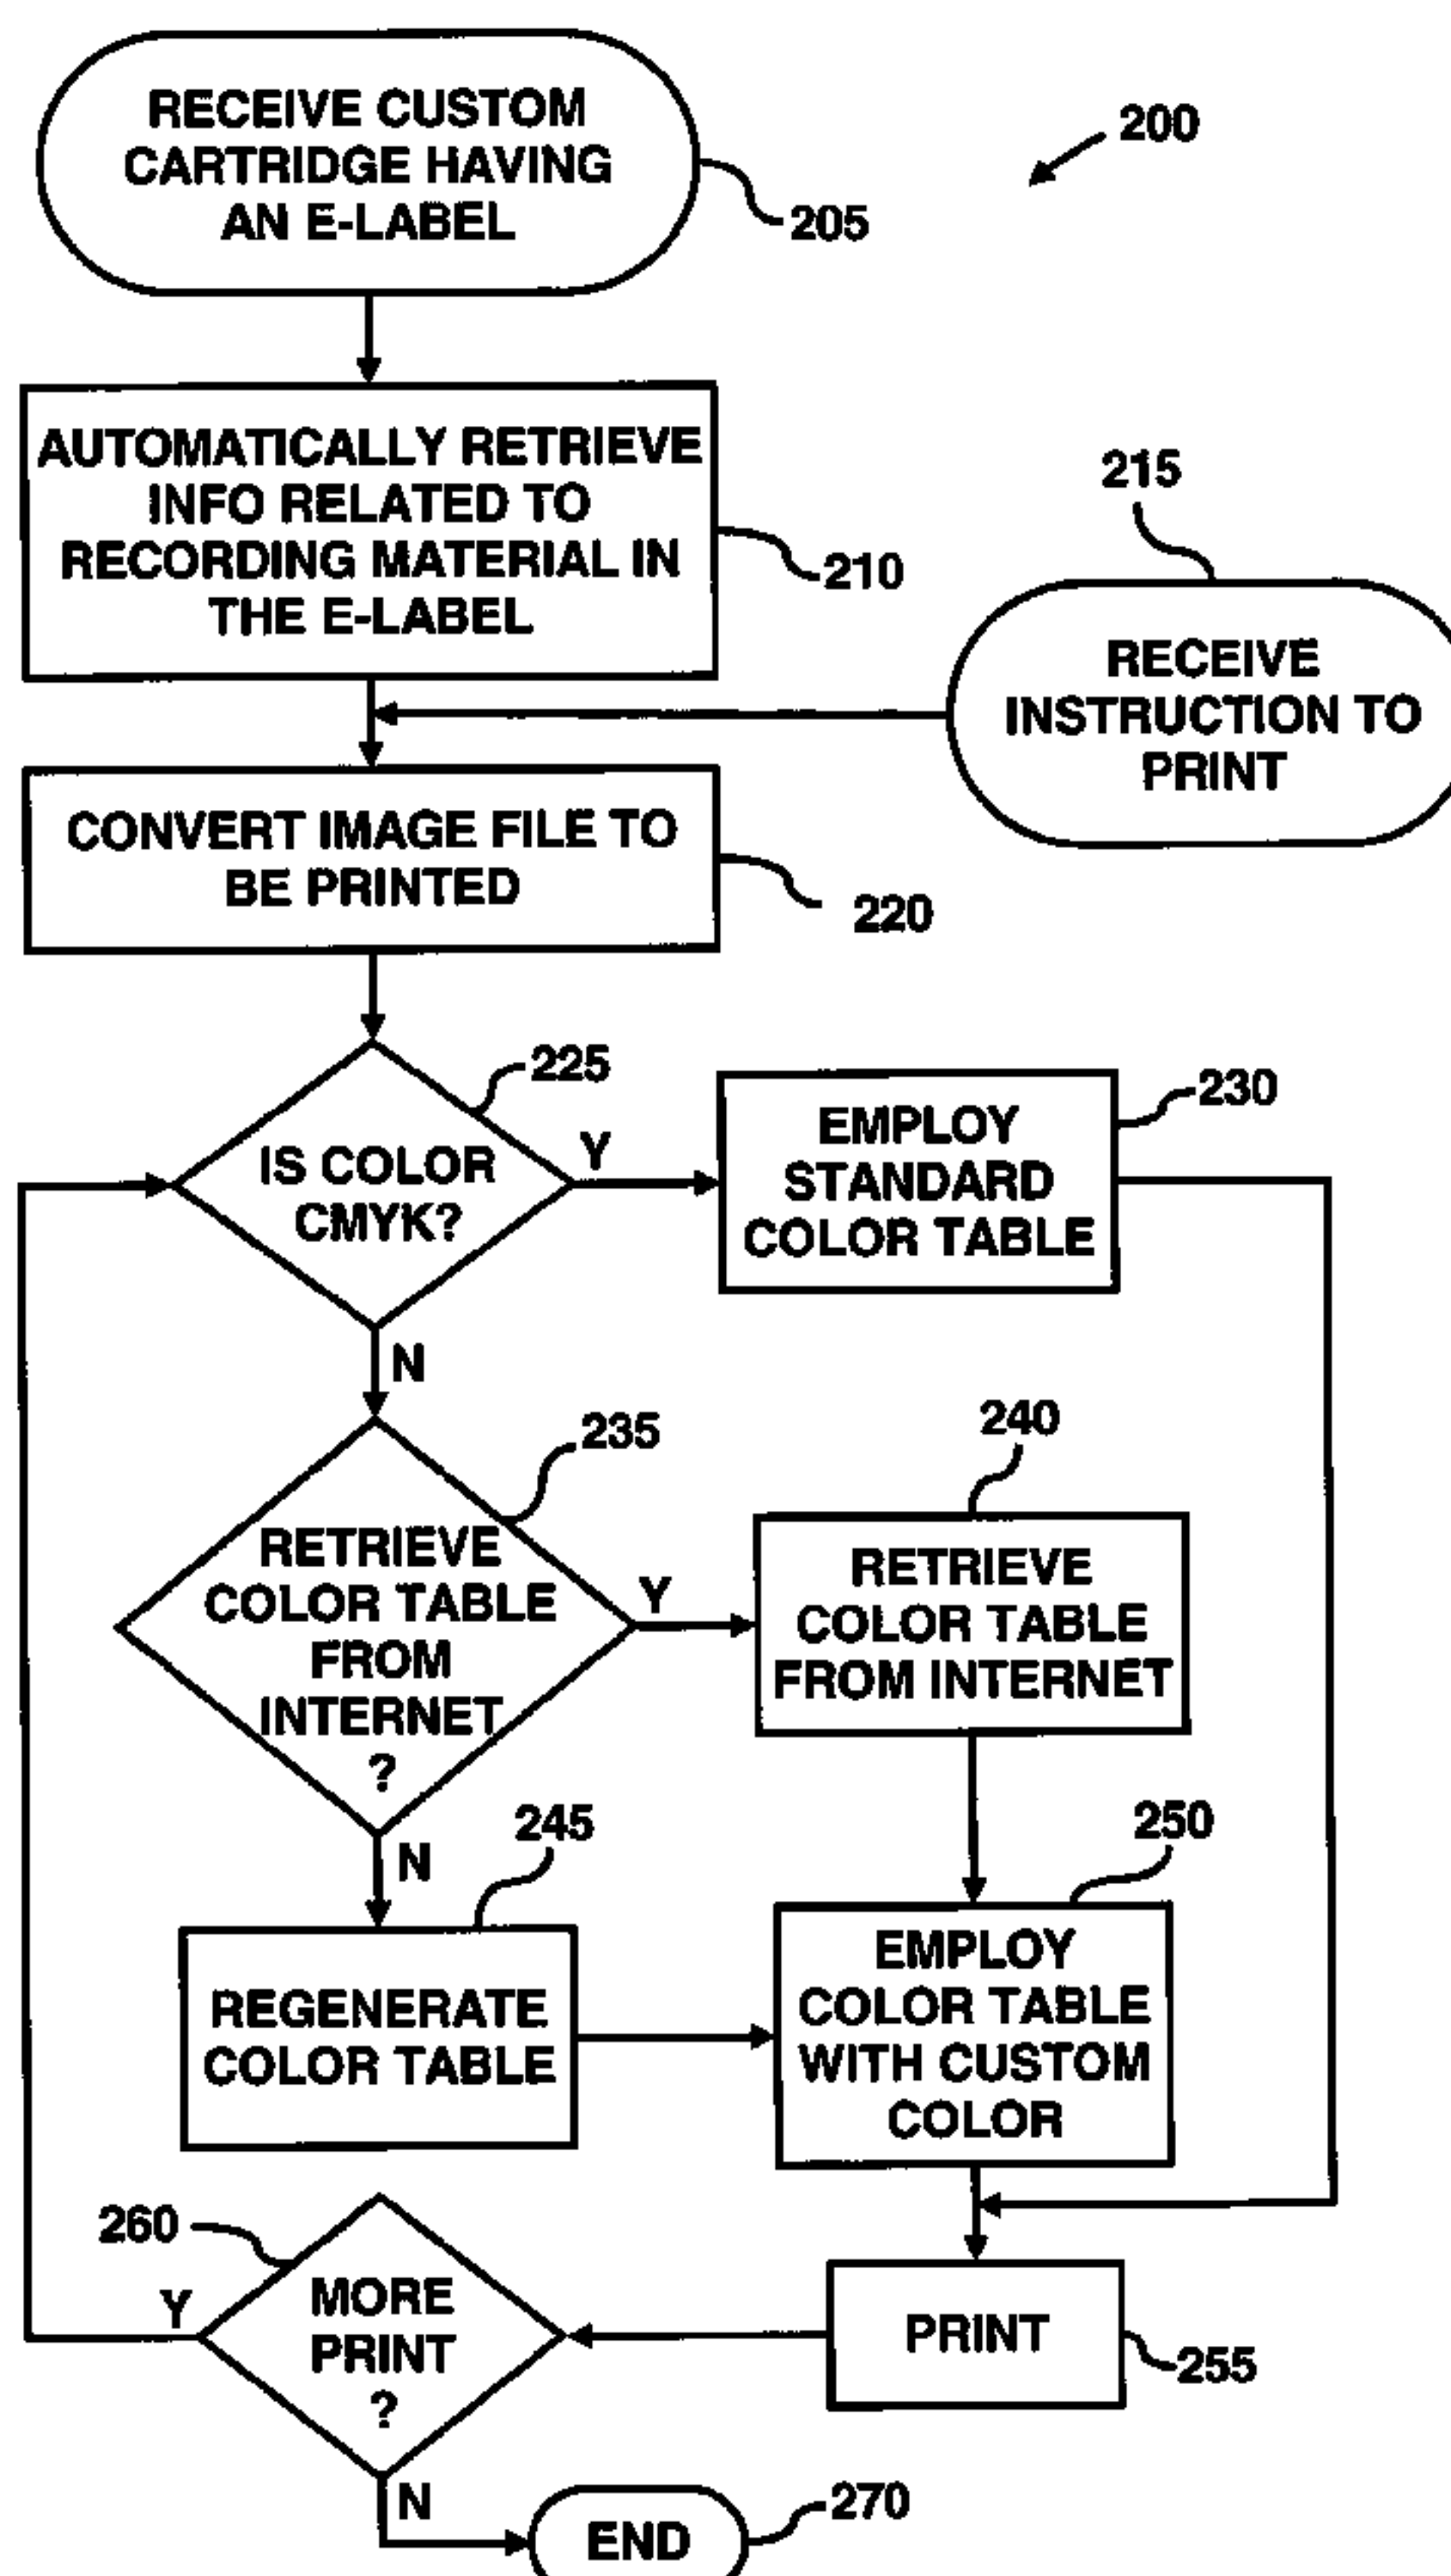 RECEIVE CUSTOM
CARTRIDGE HAVING
AN E-LABEL
200
205
AUTOMATICALLY RETRIEVE
INFO RELATED TO
RECORDING MATERIAL IN
THE E-LABEL
210
215
RECEIVE
INSTRUCTION TO
PRINT
CONVERT IMAGE FILE TO
BE PRINTED
220
225
IS COLOR
CMYK?
Y
EMPLOY
STANDARD
COLOR TABLE
230
N
235
RETRIEVE
COLOR TABLE
FROM
INTERNET
?
Y
240
RETRIEVE
COLOR TABLE
FROM INTERNET
N
245
REGENERATE
COLOR TABLE
250
EMPLOY
COLOR TABLE
WITH CUSTOM
COLOR
260
Y
MORE
PRINT
?
PRINT
255
N
END
270